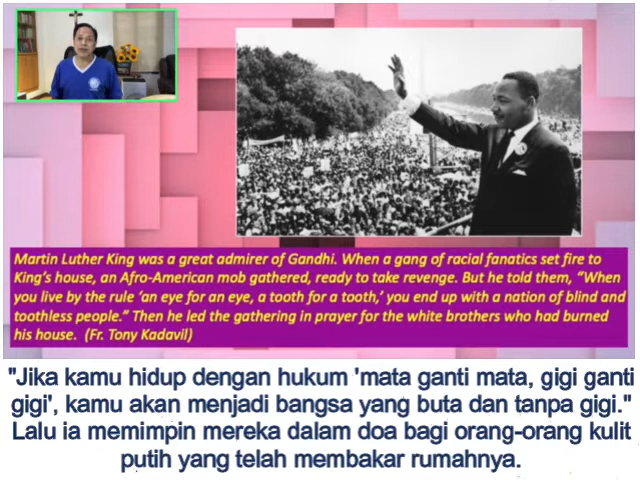 Martin Luther King was a great admirer of Gandhi. When a gang of racial fanatics set fire to
King's house, an Afro-American mob gathered, ready to take revenge. But he told them, “When
you live by the rule ‘an eye for an eye, a tooth for a tooth,’ you end up with a nation of blind and
toothless people.” Then he led the gathering in prayer for the white brothers who had burned
his house.  (Fr. Tony Kadavil)
"Jika kamu hidup dengan hukum 'mata ganti mata, gigi ganti
gigi', kamu akan menjadi bangsa yang buta dan tanpa gigi."
Lalu ia memimpin mereka dalam doa bagi orang-orang kulit
putih yang telah membakar rumahnya.